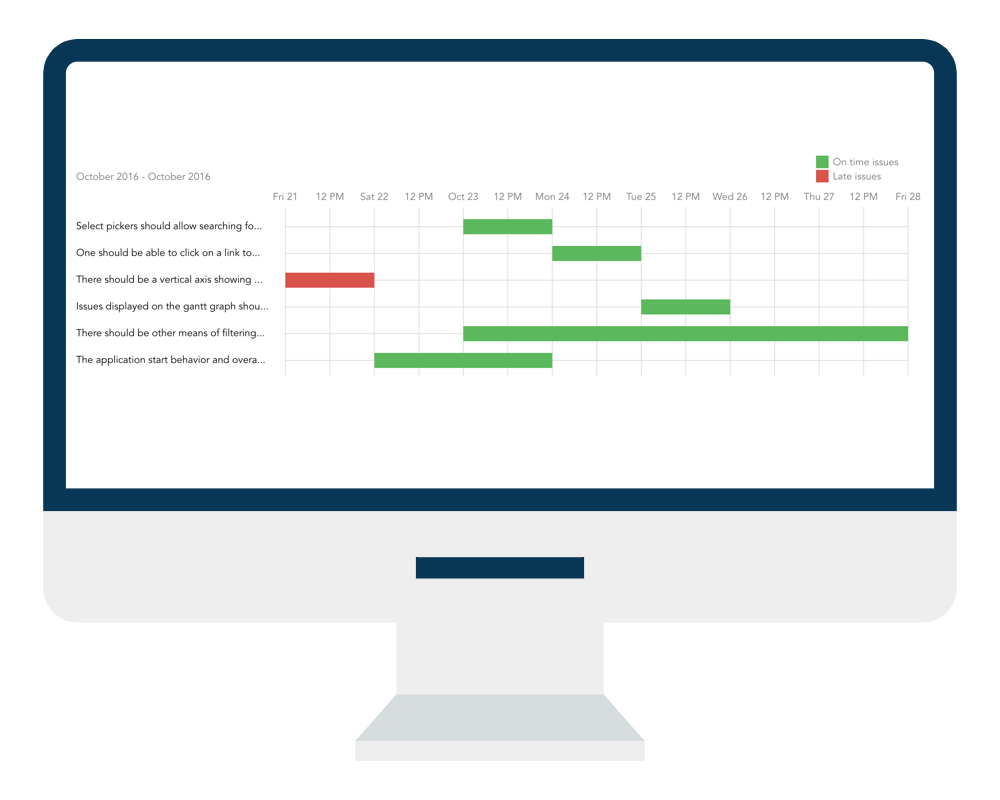 On time issues
October 2016 - October 2016
Late issues
Fri 21 12 PM Sat 22 12 PM Oct 23 12 PM Mon 24 12 PM Tue 25 12 PM Wed 26 12 PM Thu 27 12 PM Fri 28
Select pickers should allow searching fo...
One should be able to click on a link to...
There should be a vertical axis showing ...
Issues displayed on the gantt graph shou...
There should be other means of filtering...
The application start behavior and overa...